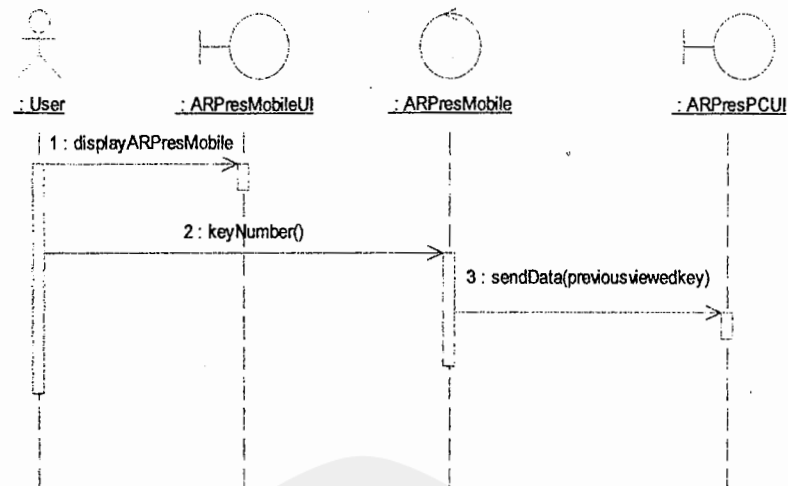 : User
: ARPresMobileUI
: ARPresMobile
: ARPresPCUI
1 : displayARPresMobile
2 : keyNumber()
3 : sendData(previousviewedkey)